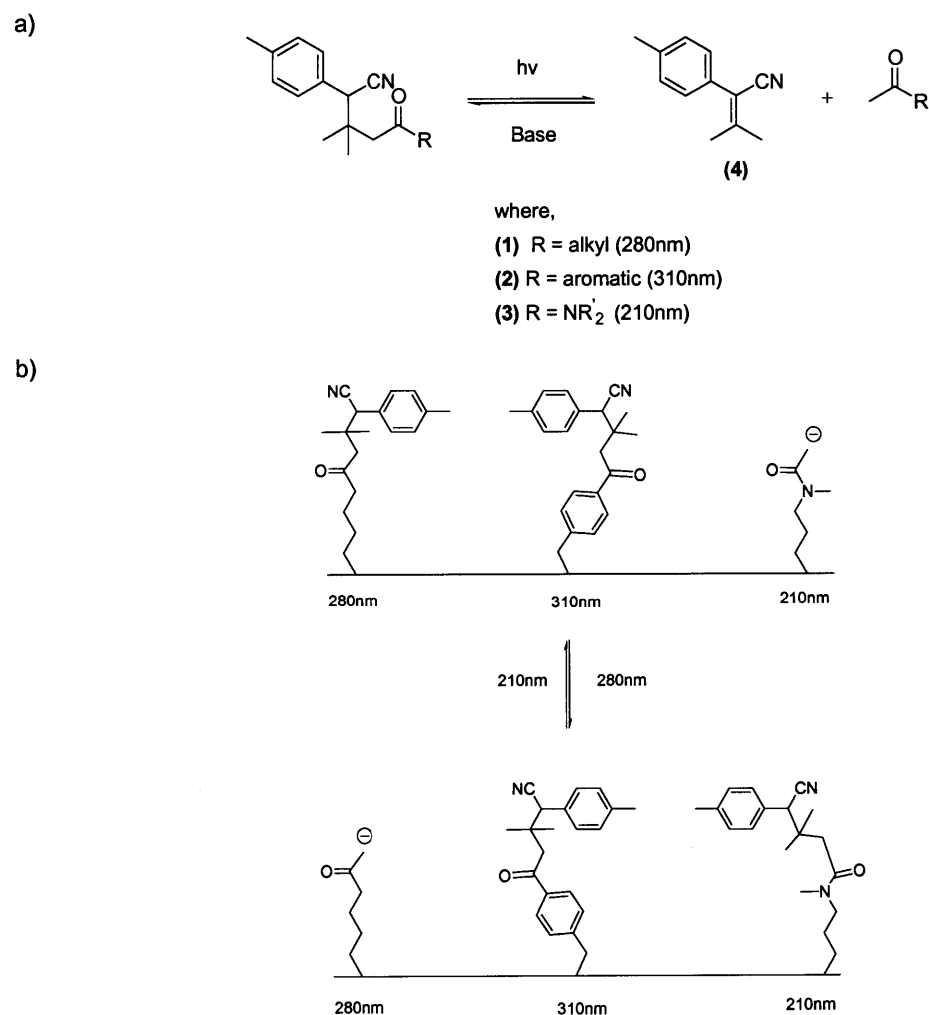 a)
CN
O
R
hν
Base
CN
(4)
+
O
R
where,
(1) R = alkyl (280nm)
(2) R = aromatic (310nm)
(3) R = NR'2 (210nm)
b)
NC
O
CN
O
⊖
O
N
280nm
310nm
210nm
210nm
280nm
⊖
O
NC
O
CN
O
N
280nm
310nm
210nm